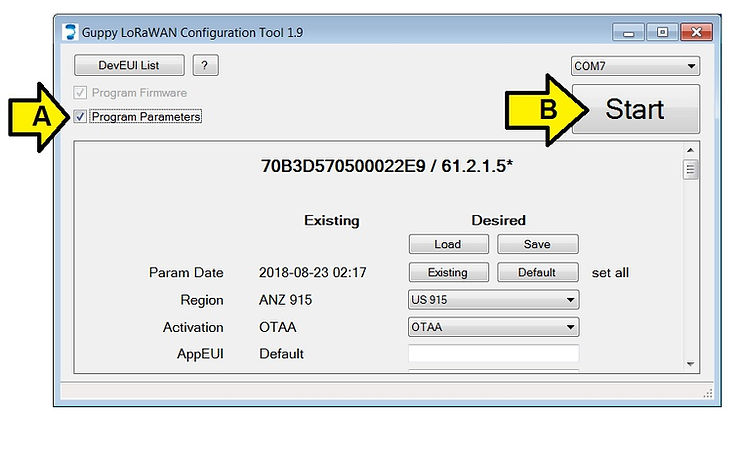 Guppy LoRaWAN Configuration Tool 1.9
DevEUI List ? COM7
Program Firmware
A Program Parameters B Start
70B3D570500022E9 / 61.2.1.5*
Existing Desired
Load Save
Param Date 2018-08-23 02:17 Existing Default set all
Region ANZ 915 US 915
Activation OTAA OTAA
AppEUI Default